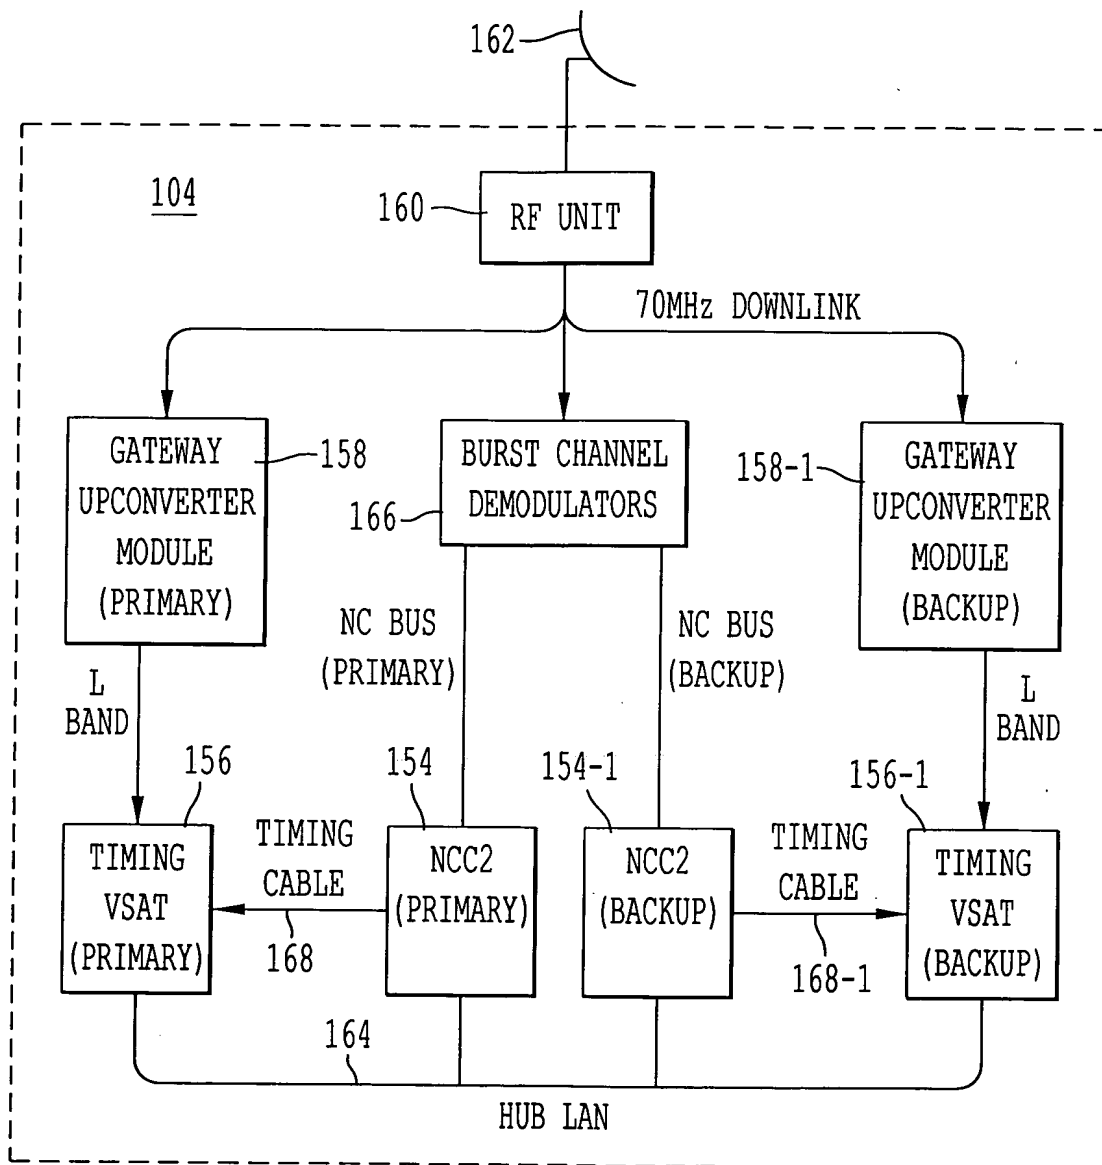 162
104
160
RF UNIT
70MHz DOWNLINK
GATEWAY
UPCONVERTER
MODULE
(PRIMARY)
158
BURST CHANNEL
DEMODULATORS
166
158-1
GATEWAY
UPCONVERTER
MODULE
(BACKUP)
NC BUS
(PRIMARY)
NC BUS
(BACKUP)
L
BAND
L
BAND
156
154
154-1
156-1
TIMING
VSAT
(PRIMARY)
TIMING
CABLE
168
NCC2
(PRIMARY)
NCC2
(BACKUP)
TIMING
CABLE
168-1
TIMING
VSAT
(BACKUP)
164
HUB LAN